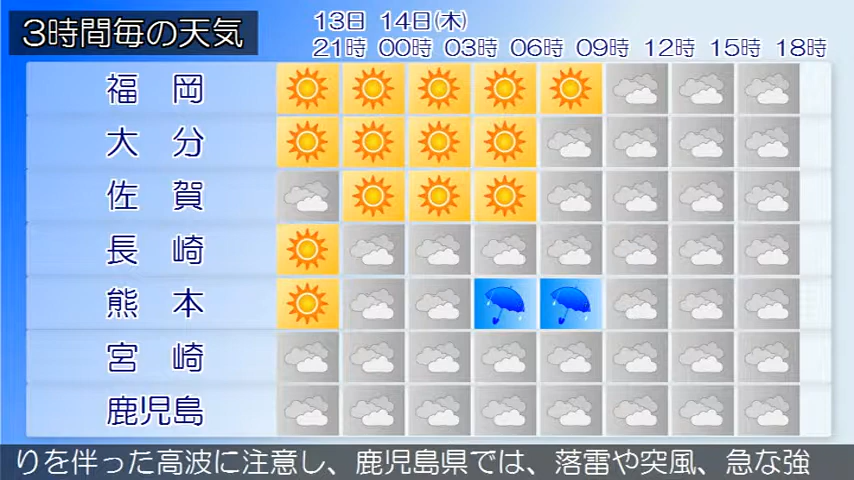 3時間毎の天気
13日 14日(木)
21時 00時 03時 06時 09時 12時 15時 18時
福岡
大分
佐賀
長崎
熊本
宮崎
鹿児島
りを伴った高波に注意し、鹿児島県では、落雷や突風、急な強